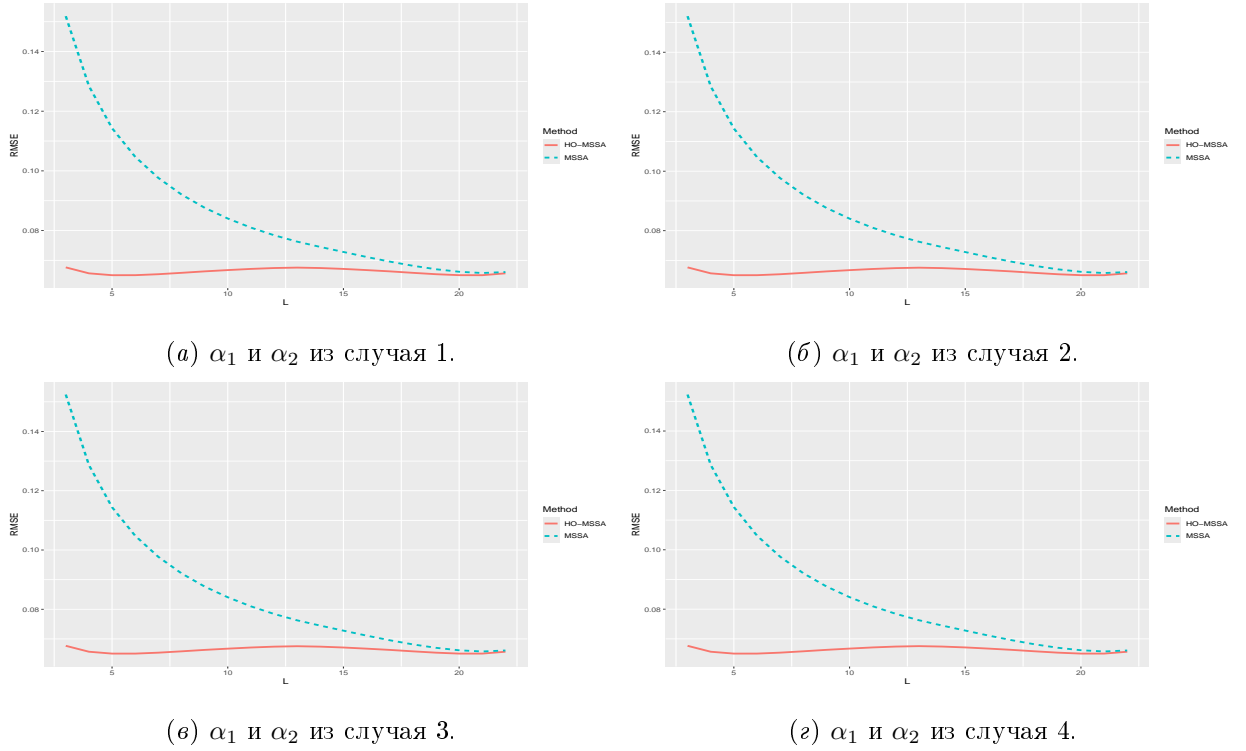 0.14
0.12
0.10
0.08
RMSE
5
10
15
20
L
Method
HO−MSSA
MSSA
(а) α₁ и α₂ из случая 1.
0.14
0.12
0.10
0.08
RMSE
5
10
15
20
L
Method
HO−MSSA
MSSA
(б) α₁ и α₂ из случая 2.
0.14
0.12
0.10
0.08
RMSE
5
10
15
20
L
Method
HO−MSSA
MSSA
(в) α₁ и α₂ из случая 3.
0.14
0.12
0.10
0.08
RMSE
5
10
15
20
L
Method
HO−MSSA
MSSA
(г) α₁ и α₂ из случая 4.